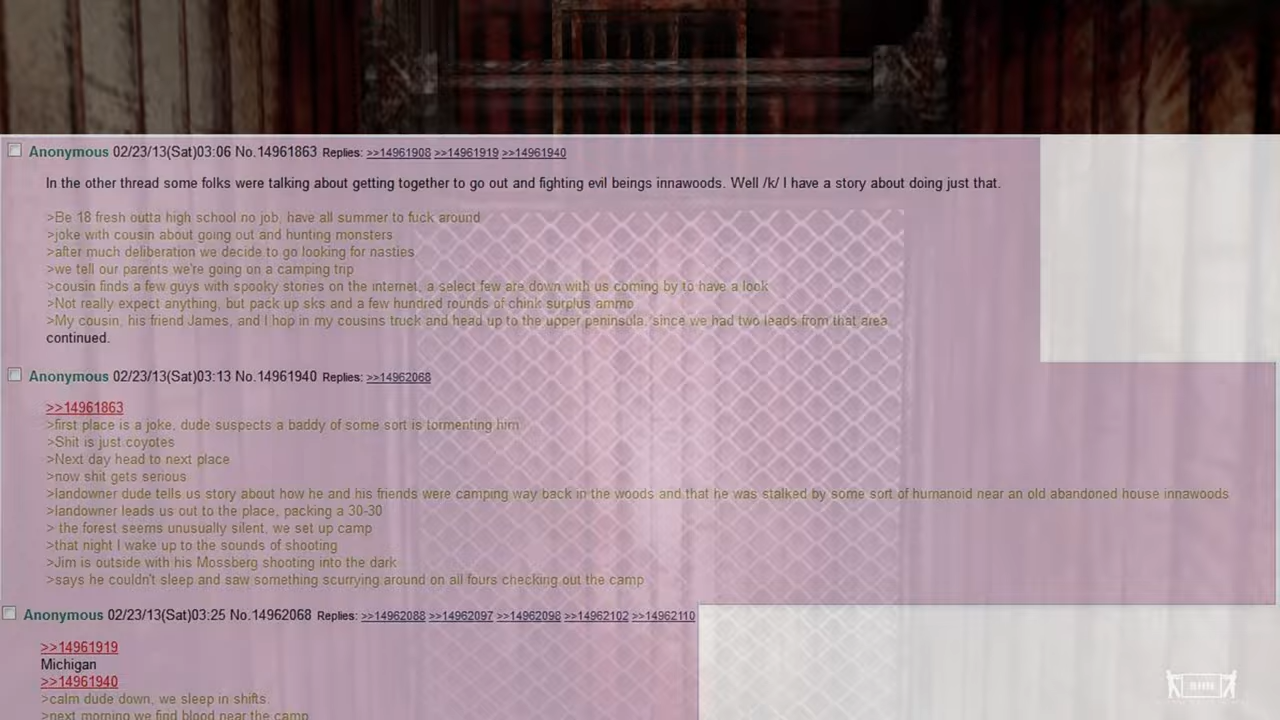 Anonymous 02/23/13(Sat)03:06 No.14961863 Replies: >>14961908 >>14961919 >>14961940
In the other thread some folks were talking about getting together to go out and fighting evil beings innawoods. Well /k/ I have a story about doing just that.
>Be 18 fresh outta high school no job, have all summer to fuck around
>joke with cousin about going out and hunting monsters
>after much deliberation we decide to go looking for nasties
>we tell our parents we're going on a camping trip
>cousin finds a few guys with spooky stories on the internet, a select few are down with us coming by to have a look
>Not really expect anything, but pack up sks and a few hundred rounds of chink surplus ammo
>My cousin, his friend James, and I hop in my cousins truck and head up to the upper peninsula, since we had two leads from that area
continued.
Anonymous 02/23/13(Sat)03:13 No.14961940 Replies: >>14962068
>>14961863
>first place is a joke, dude suspects a baddy of some sort is tormenting him
>Shit is just coyotes
>Next day head to next place
>now shit gets serious
>landowner dude tells us story about how he and his friends were camping way back in the woods and that he was stalked by some sort of humanoid near an old abandoned house innawoods
>landowner leads us out to the place, packing a 30-30
> the forest seems unusually silent, we set up camp
>that night I wake up to the sounds of shooting
>Jim is outside with his Mossberg shooting into the dark
>says he couldn't sleep and saw something scurrying around on all fours checking out the camp
Anonymous 02/23/13(Sat)03:25 No.14962068 Replies: >>14962088 >>14962097 >>14962098 >>14962102 >>14962110
>>14961919
Michigan
>>14961940
>calm dude down, we sleep in shifts.
>next morning we find blood near the camp